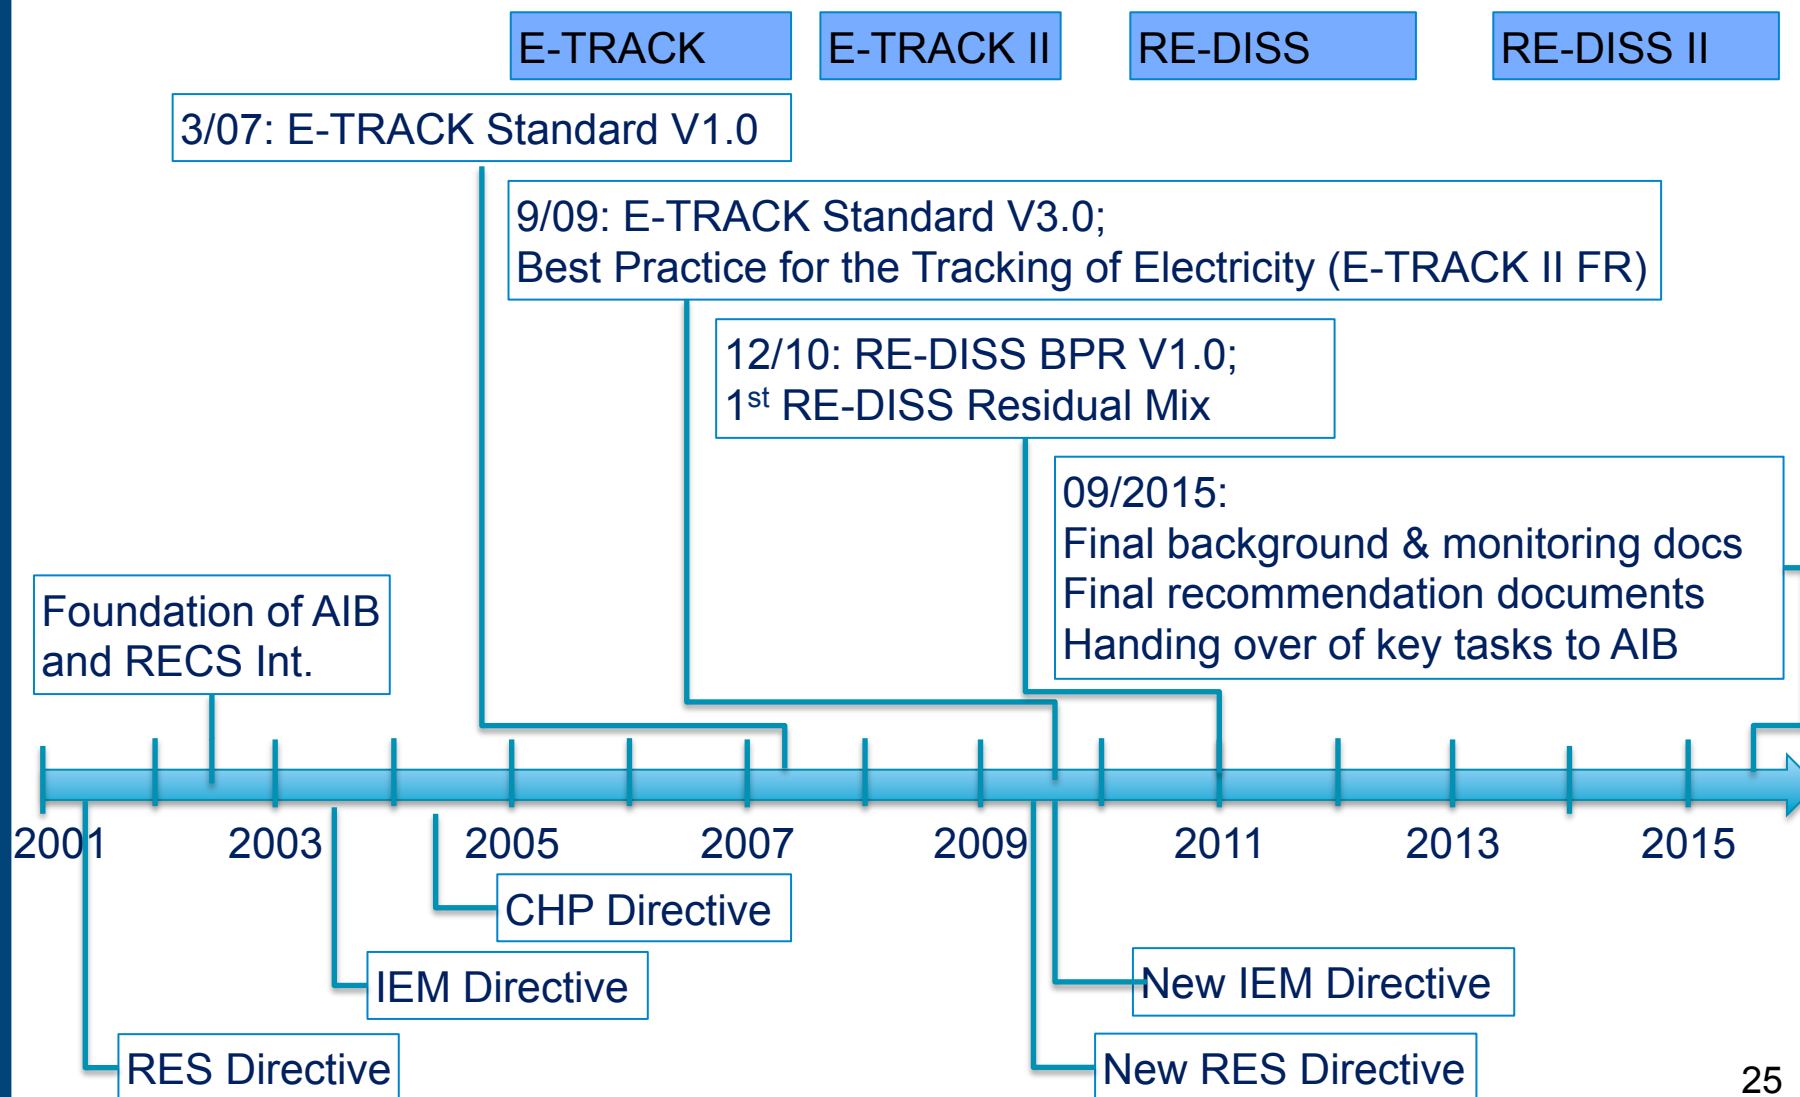 E-TRACK
E-TRACK II
RE-DISS
RE-DISS II
3/07: E-TRACK Standard V1.0
9/09: E-TRACK Standard V3.0;
Best Practice for the Tracking of Electricity (E-TRACK II FR)
12/10: RE-DISS BPR V1.0;
1st RE-DISS Residual Mix
09/2015:
Final background & monitoring docs
Final recommendation documents
Handing over of key tasks to AIB
Foundation of AIB
and RECS Int.
2001
2003
2005
2007
2009
2011
2013
2015
CHP Directive
IEM Directive
New IEM Directive
RES Directive
New RES Directive
25